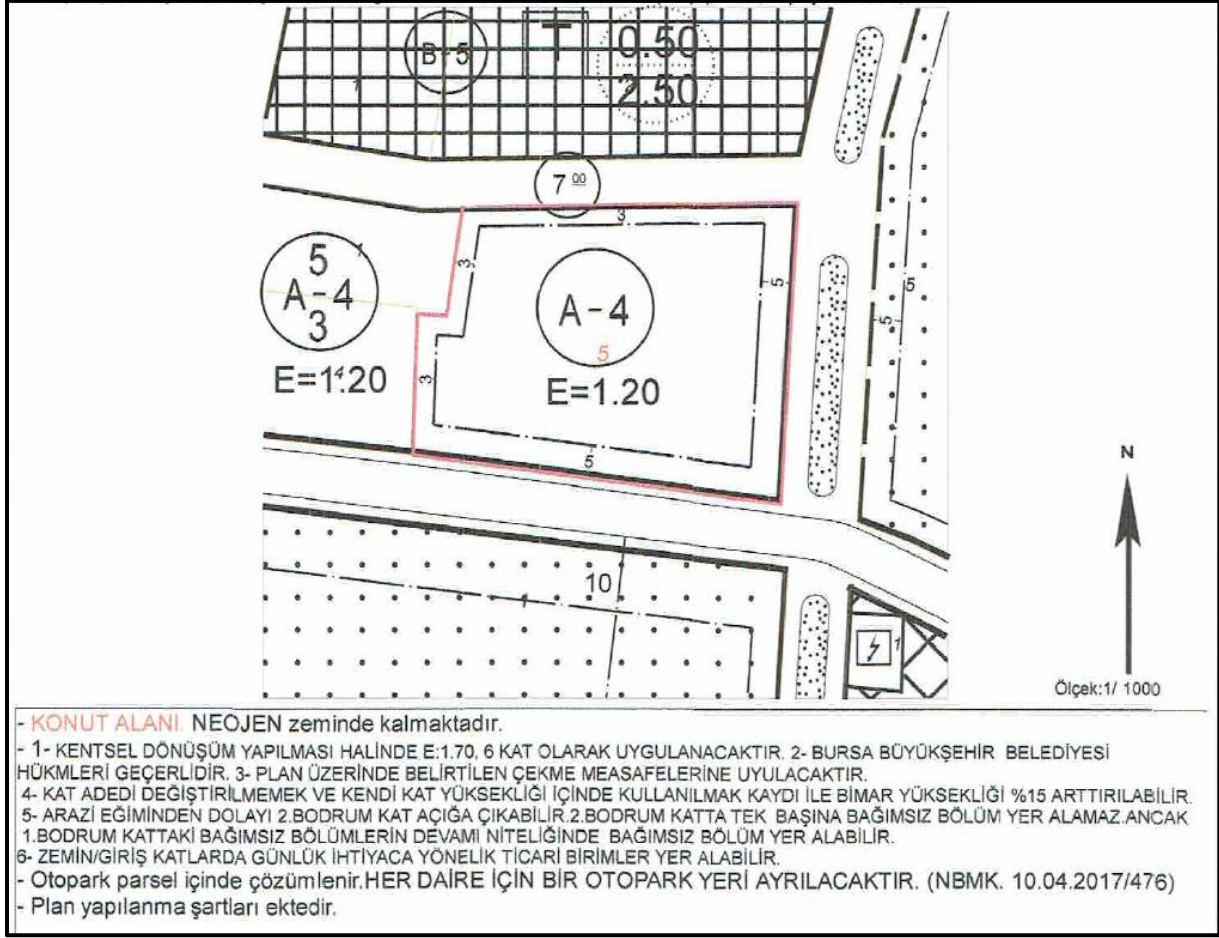 B-5
T
0.50
2.50
1
7 00
3
5
1
A-4
3
3
A-4
5
5
5
5
E=1⁴.20
3
E=1.20
5
N
10
1
1
Ölçek:1/ 1000
- KONUT ALANI. NEOJEN zeminde kalmaktadır.
- 1- KENTSEL DÖNÜŞÜM YAPILMASI HALİNDE E:1.70, 6 KAT OLARAK UYGULANACAKTIR. 2- BURSA BÜYÜKŞEHİR BELEDİYESİ
HÜKMLERİ GEÇERLİDİR. 3- PLAN ÜZERİNDE BELİRTİLEN ÇEKME MEASAFELERİNE UYULACAKTIR.
4- KAT ADEDİ DEĞİŞTİRİLMEMEK VE KENDİ KAT YÜKSEKLİĞİ İÇİNDE KULLANILMAK KAYDI İLE BİMAR YÜKSEKLİĞİ %15 ARTTIRILABİLİR.
5- ARAZİ EĞİMİNDEN DOLAYI 2.BODRUM KAT AÇIĞA ÇIKABİLİR.2.BODRUM KATTA TEK BAŞINA BAĞIMSIZ BÖLÜM YER ALAMAZ.ANCAK
1.BODRUM KATTAKİ BAĞIMSIZ BÖLÜMLERİN DEVAMI NİTELİĞİNDE BAĞIMSIZ BÖLÜM YER ALABİLİR.
6- ZEMİN/GİRİŞ KATLARDA GÜNLÜK İHTİYACA YÖNELİK TİCARİ BİRİMLER YER ALABİLİR.
- Otopark parsel içinde çözümlenir.HER DAİRE İÇİN BİR OTOPARK YERİ AYRILACAKTIR. (NBMK. 10.04.2017/476)
- Plan yapılanma şartları ektedir.